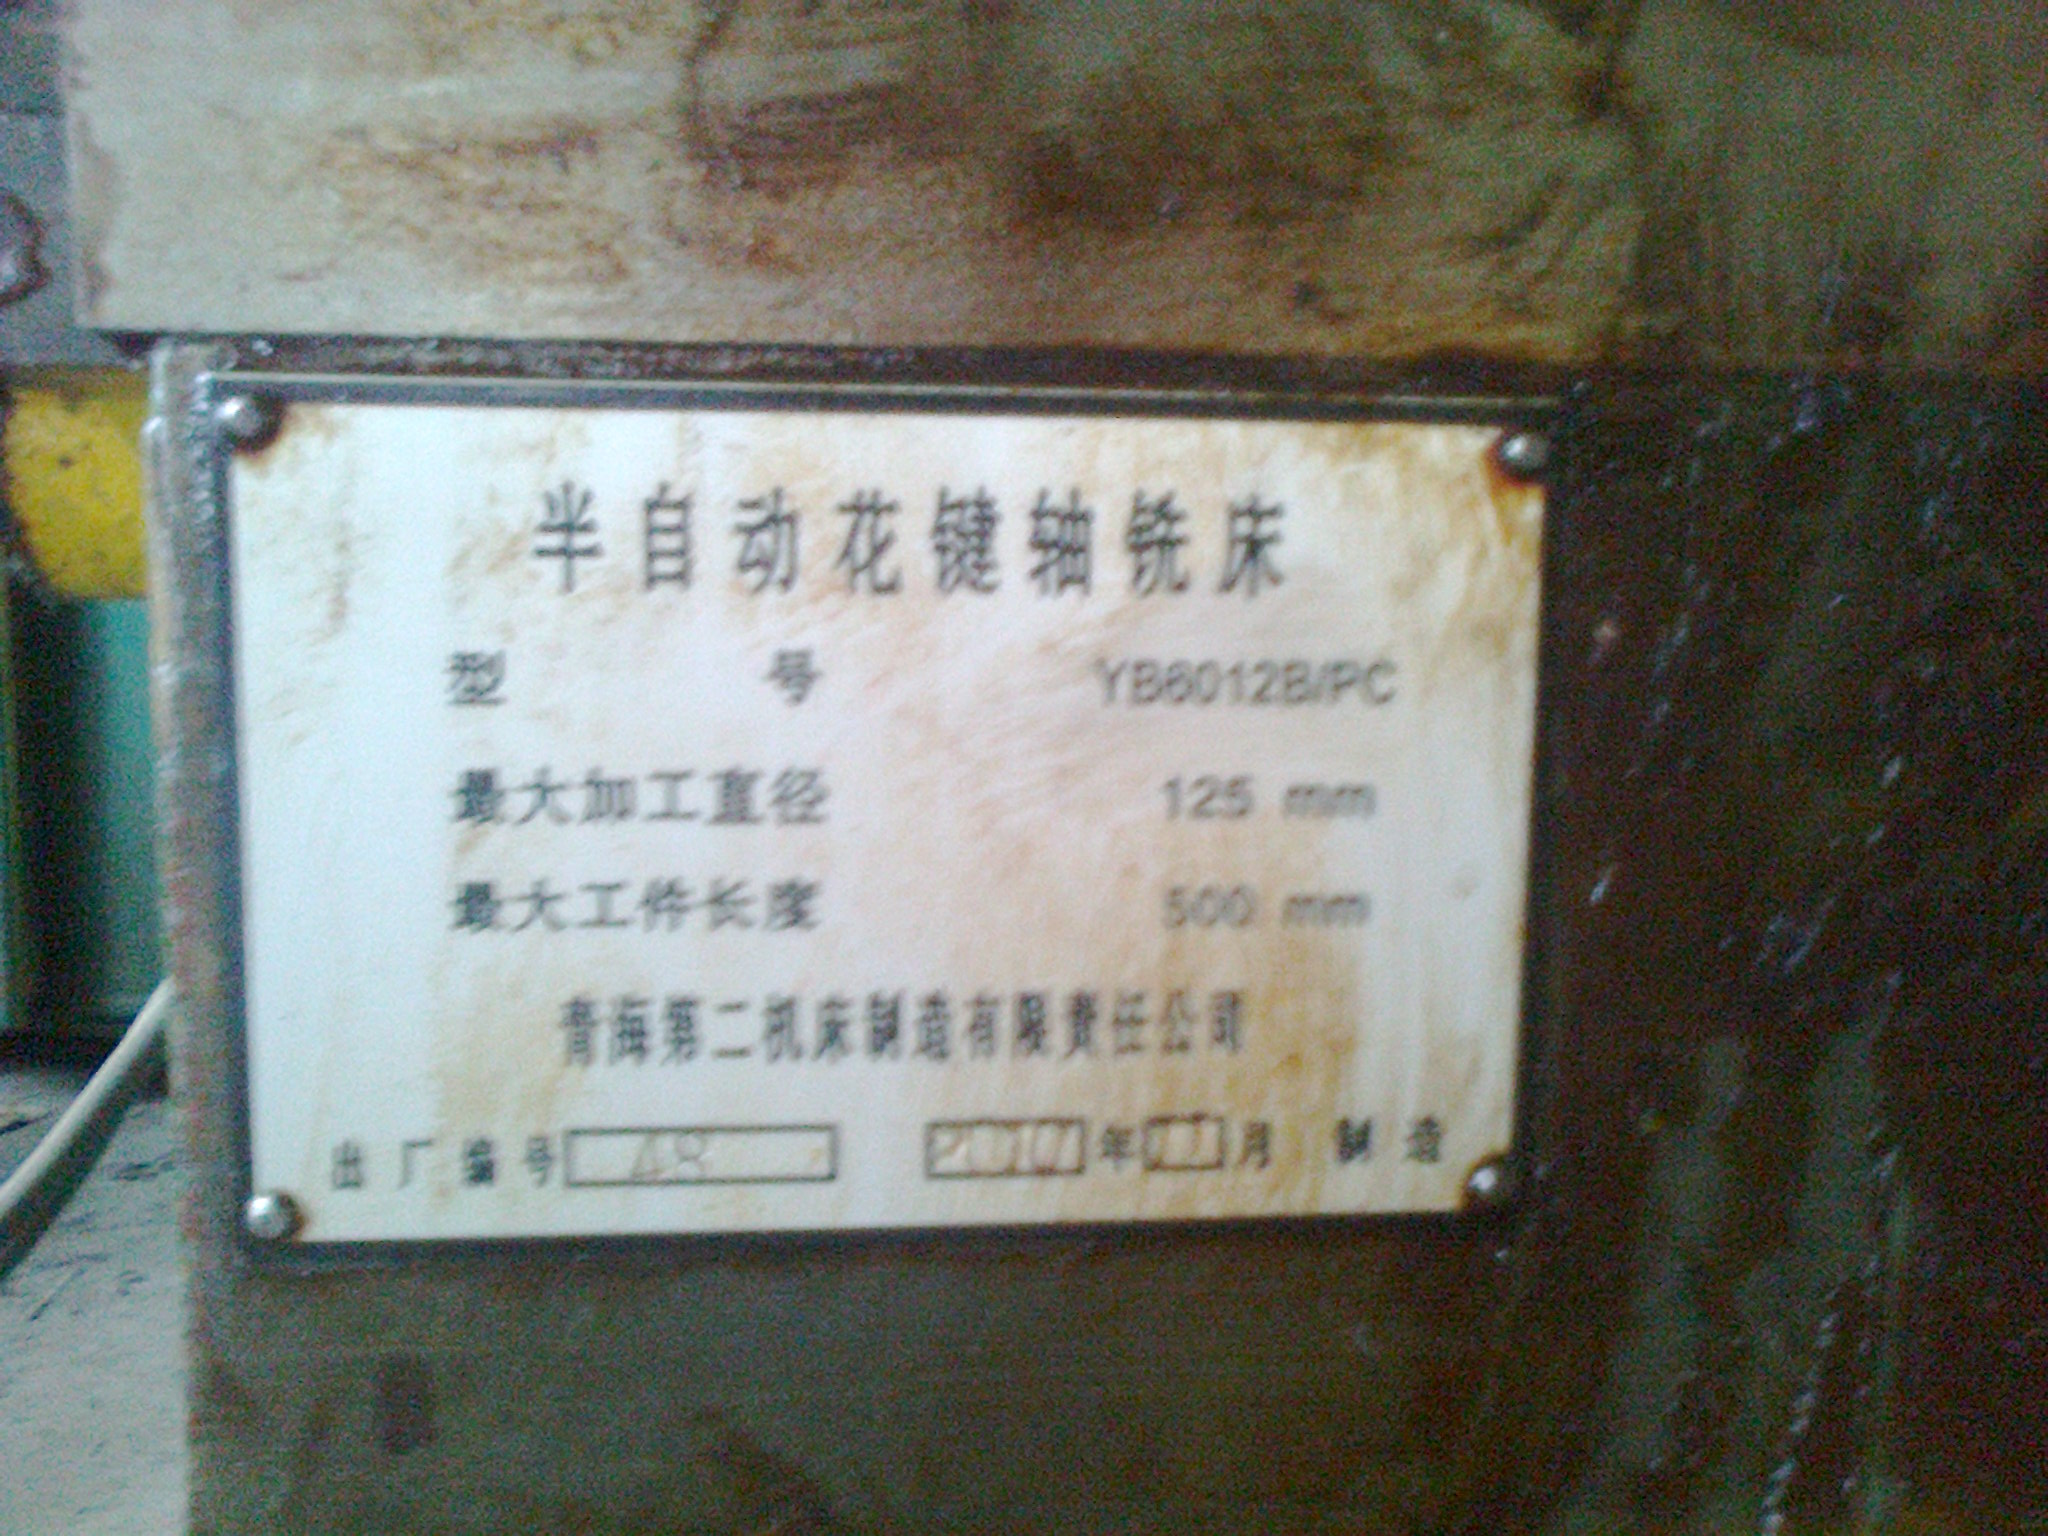 半自动花键轴铣床
型号 YB6012B/PC
最大加工直径 125 mm
最大工件长度 500 mm
青海第二机床制造有限责任公司
出厂编号 48 年 月 制造